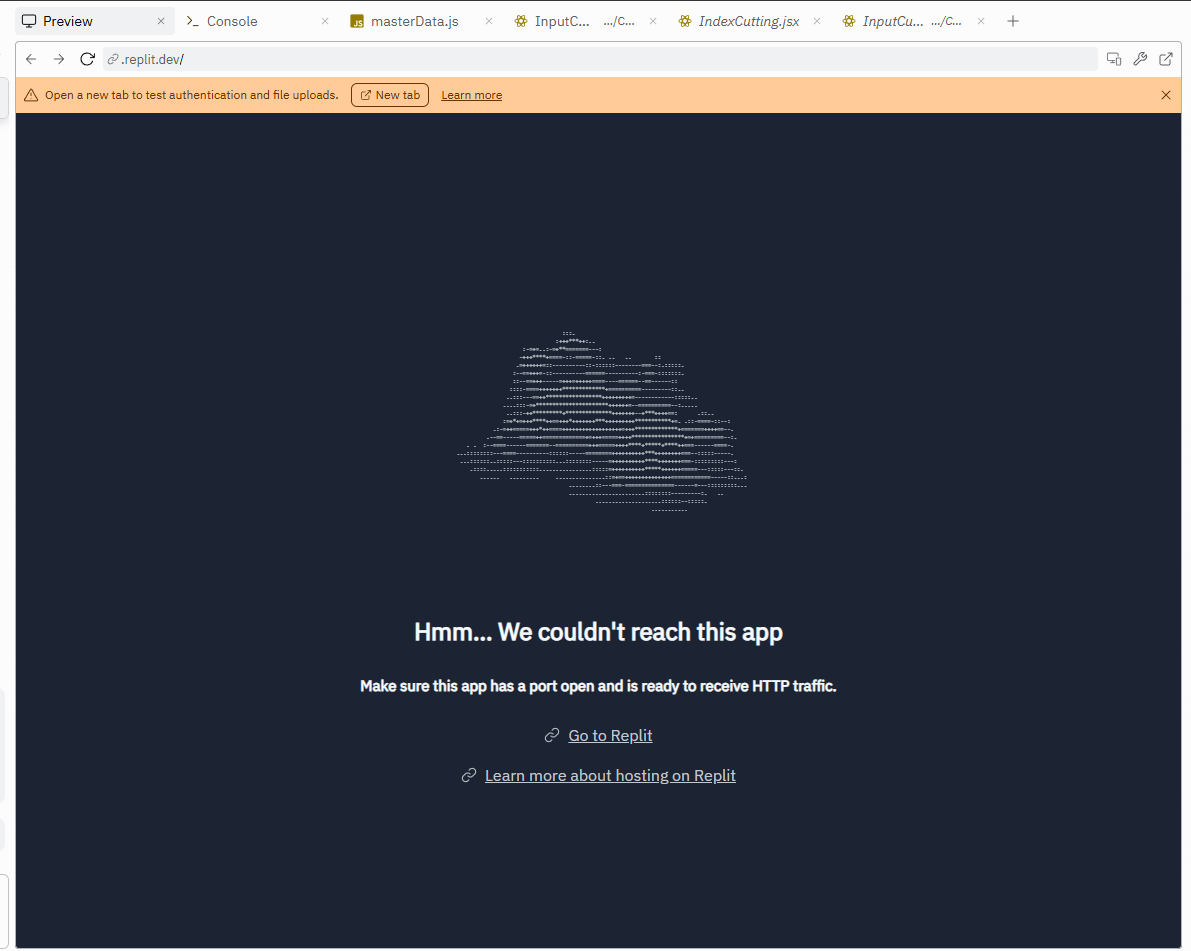 Preview
Console
masterData.js
InputC... .../C...
IndexCutting.jsx
InputCu... .../C...
.replit.dev/
Open a new tab to test authentication and file uploads.
New tab
Learn more
Hmm... We couldn't reach this app
Make sure this app has a port open and is ready to receive HTTP traffic.
Go to Replit
Learn more about hosting on Replit